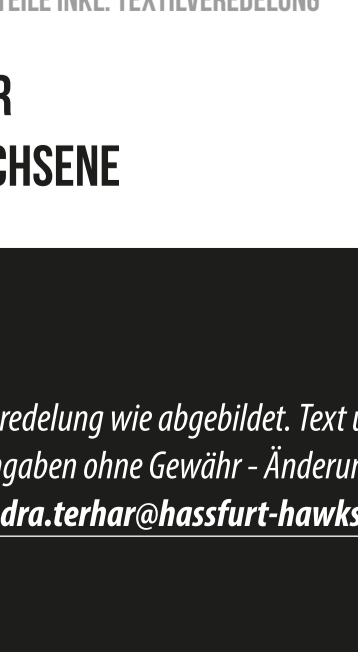 TEILE INKL. TEXTILVEREDELUNG
R
CHSENE
redelung wie abgebildet. Text u
ngaben ohne Gewähr - Änderun
dra.terhar@hassfurt-hawks